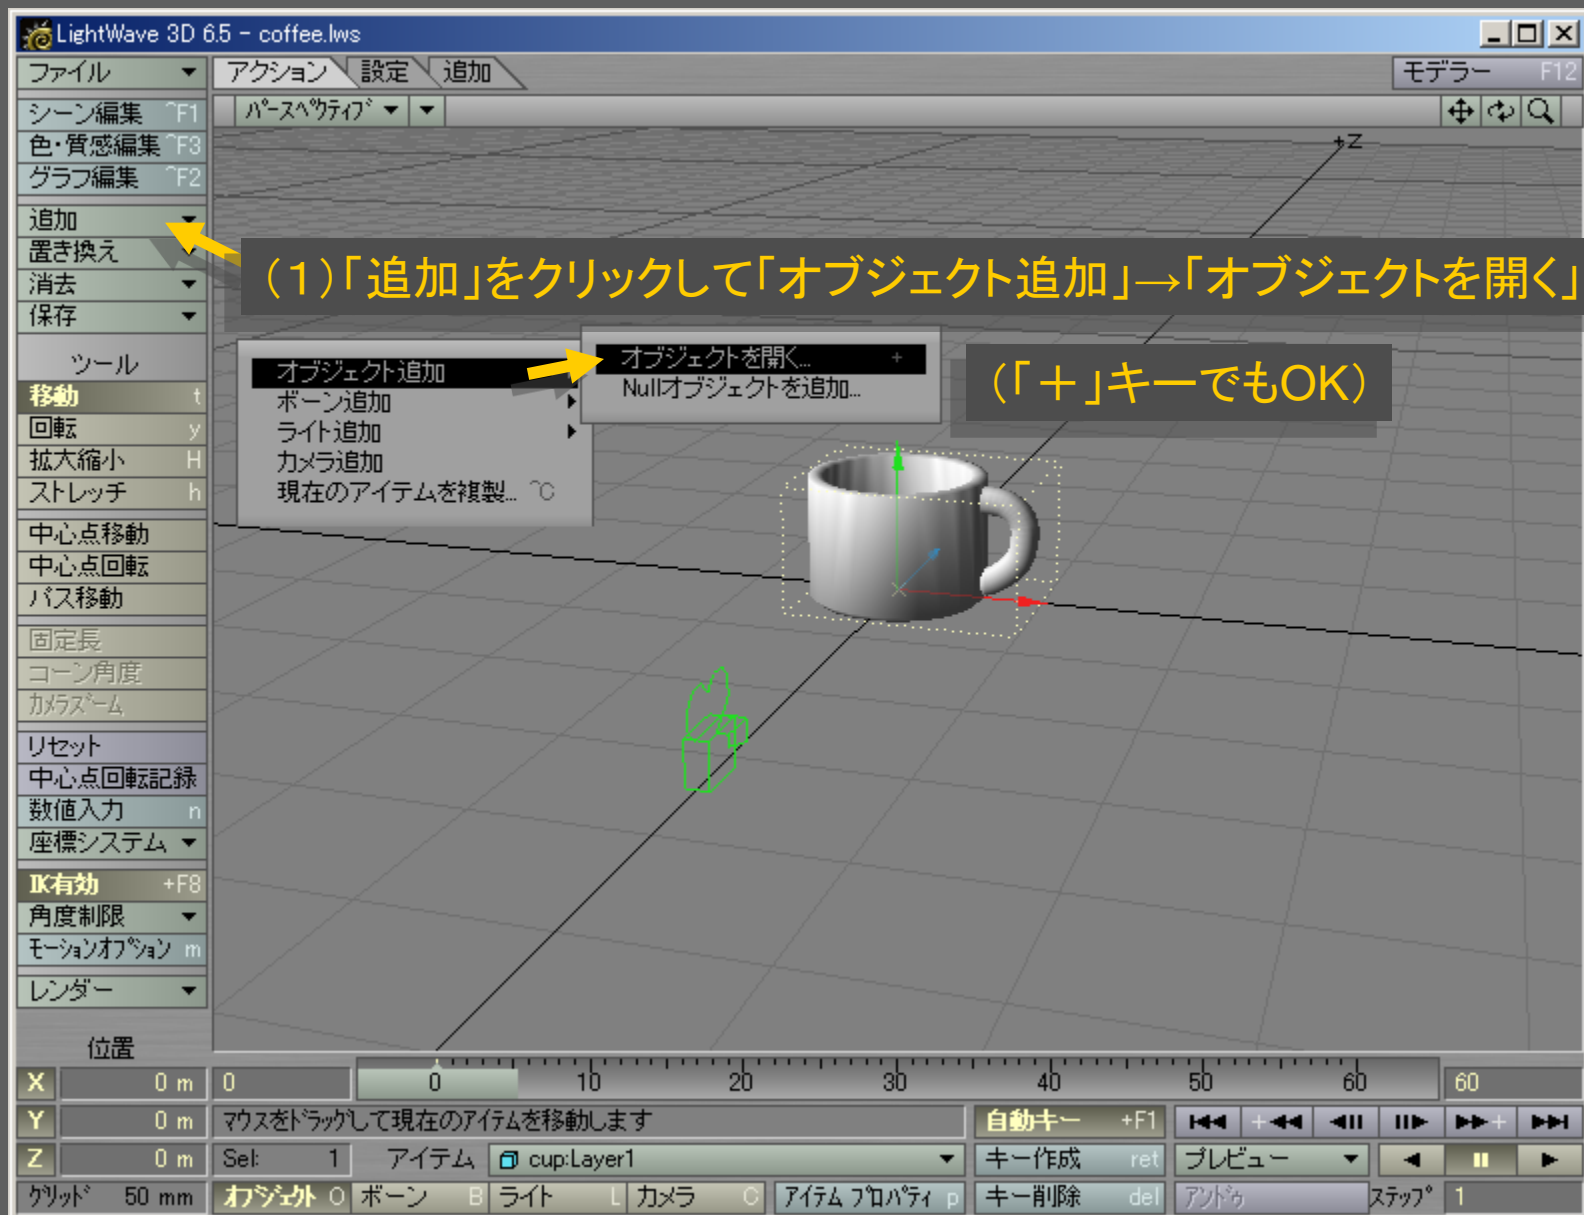 LightWave 3D 6.5 - coffee.lws
ファイル アクション 設定 追加 モデラー F12
シーン編集 ^F1 パースペクティブ
色・質感編集 ^F3 +Z
グラフ編集 ^F2
追加
置き換え
(1)「追加」をクリックして「オブジェクト追加」→「オブジェクトを開く」
消去
保存
ツール
オブジェクト追加 オブジェクトを開く... +
(「+」キーでもOK)
移動 t
ボーン追加 Nullオブジェクトを追加...
回転 y
ライト追加
拡大縮小 H
カメラ追加
ストレッチ h
現在のアイテムを複製... ^C
中心点移動
中心点回転
パス移動
固定長
コーン角度
カメラズーム
リセット
中心点回転記録
数値入力 n
座標システム
IK有効 +F8
角度制限
モーションオプション m
レンダー
位置
X 0 m 0 0 10 20 30 40 50 60 60
Y 0 m マウスをドラッグして現在のアイテムを移動します 自動キー +F1
Z 0 m Sel: 1 アイテム cup:Layer1 キー作成 ret プレビュー
グリッド 50 mm オブジェクト O ボーン B ライト L カメラ C アイテム プロパティ p キー削除 del アンドゥ ステップ 1